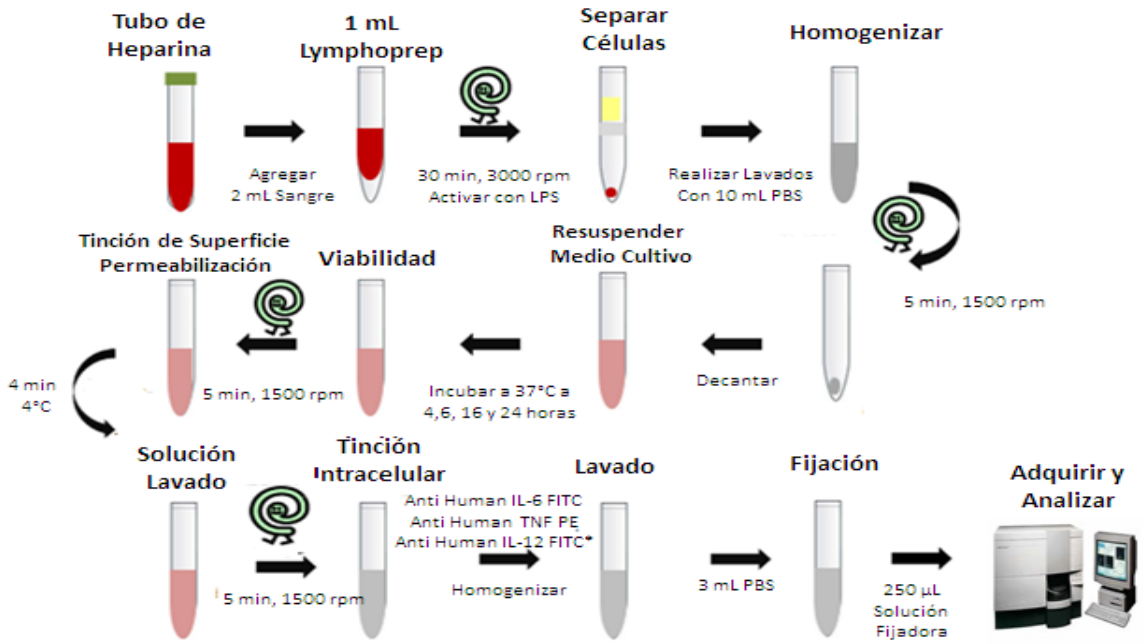 Tubo de
Heparina
1 mL
Lymphoprep
Separar
Células
Homogenizar
Agregar
2 mL Sangre
30 min, 3000 rpm
Activar con LPS
Realizar Lavados
Con 10 mL PBS
5 min, 1500 rpm
Decantar
Resuspender
Medio Cultivo
Incubar a 37°C a
4,6, 16 y 24 horas
Viabilidad
5 min, 1500 rpm
Tinción de Superficie
Permeabilización
4 min
4°C
Solución
Lavado
5 min, 1500 rpm
Tinción
Intracelular
Anti Human IL-6 FITC
Anti Human TNF PE
Anti Human IL-12 FITC*
Homogenizar
Lavado
3 mL PBS
Fijación
250 µL
Solución
Fijadora
Adquirir y
Analizar